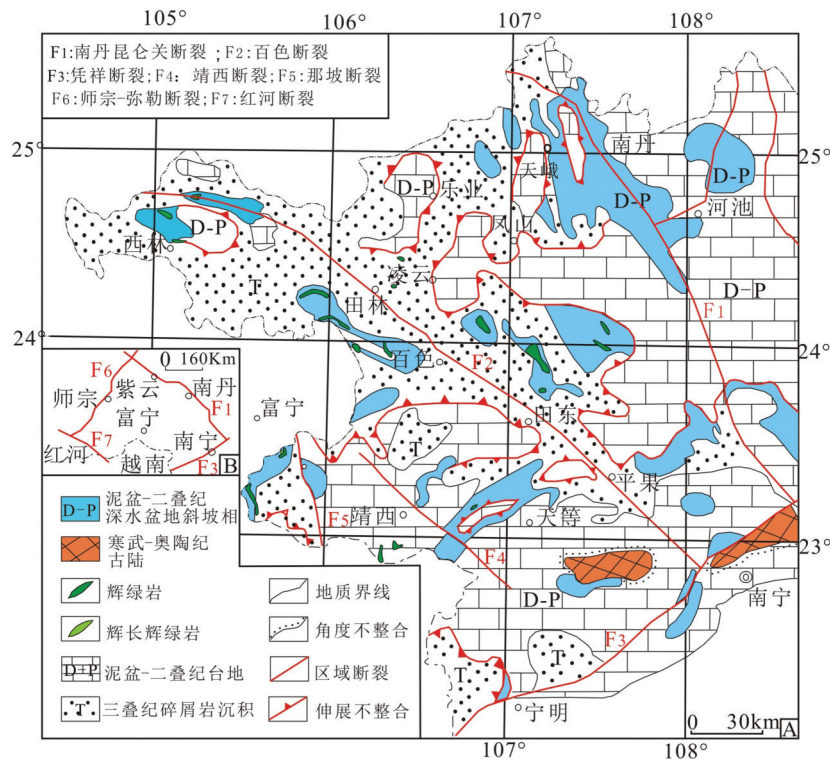 105°
106°
107°
108°
F1:南丹昆仑关断裂 ;F2:百色断裂
F3:凭祥断裂;F4: 靖西断裂;F5:那坡断裂
F6:师宗-弥勒断裂;F7:红河断裂
25°
25°
南丹
天峨
D-P
乐业
D-P
D-P
河池
凤山
D-P
西林
T
凌云
田林
D-P
F1
24°
24°
百色
F2
0 160Km
F6
紫云
师宗
南丹
富宁
F1
F7
南宁
红河
越南
F3
B
富宁
田东
T
平果
F5
靖西
天等
F4
23°
23°
南宁
D-P
F3
T
T
宁明
0 30km
A
107°
108°
D-P
泥盆-二叠纪
深水盆地斜坡相
寒武-奥陶纪
古陆
辉绿岩
地质界线
辉长辉绿岩
角度不整合
D-P
泥盆-二叠纪台地
区域断裂
T
三叠纪碎屑岩沉积
伸展不整合